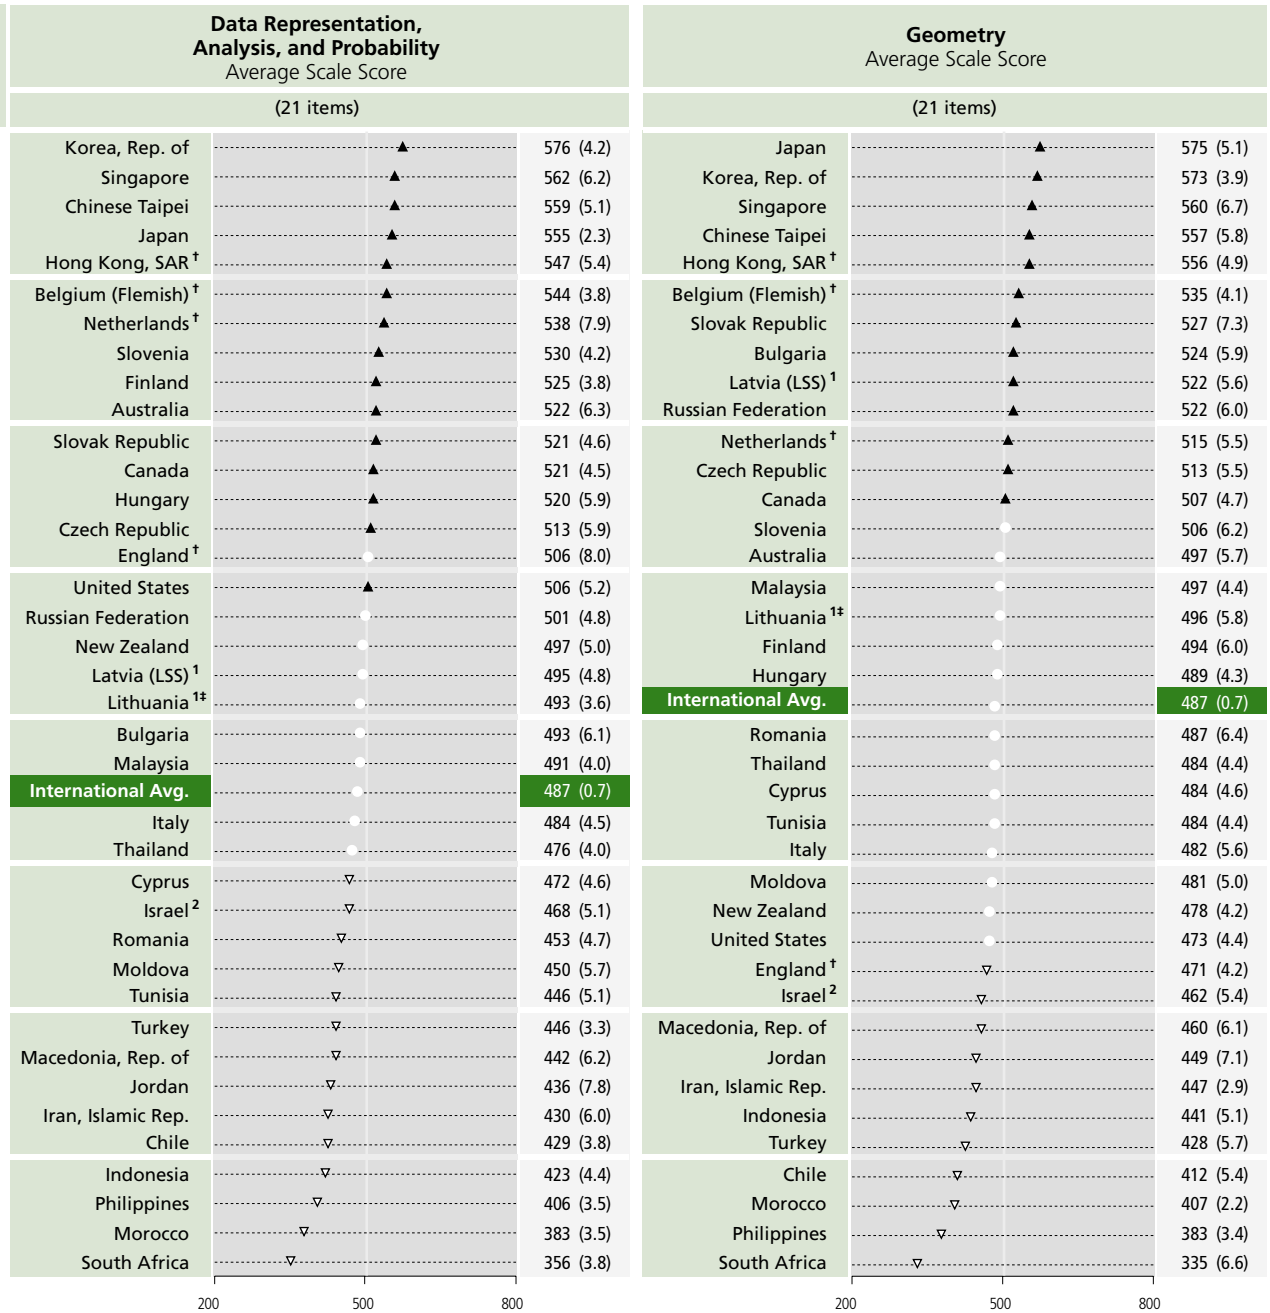 Data Representation,
Analysis, and Probability
Average Scale Score
(21 items)
Korea, Rep. of 576 (4.2)
Singapore 562 (6.2)
Chinese Taipei 559 (5.1)
Japan 555 (2.3)
Hong Kong, SAR † 547 (5.4)
Belgium (Flemish) † 544 (3.8)
Netherlands † 538 (7.9)
Slovenia 530 (4.2)
Finland 525 (3.8)
Australia 522 (6.3)
Slovak Republic 521 (4.6)
Canada 521 (4.5)
Hungary 520 (5.9)
Czech Republic 513 (5.9)
England † 506 (8.0)
United States 506 (5.2)
Russian Federation 501 (4.8)
New Zealand 497 (5.0)
Latvia (LSS) 1 495 (4.8)
Lithuania 1‡ 493 (3.6)
Bulgaria 493 (6.1)
Malaysia 491 (4.0)
International Avg. 487 (0.7)
Italy 484 (4.5)
Thailand 476 (4.0)
Cyprus 472 (4.6)
Israel 2 468 (5.1)
Romania 453 (4.7)
Moldova 450 (5.7)
Tunisia 446 (5.1)
Turkey 446 (3.3)
Macedonia, Rep. of 442 (6.2)
Jordan 436 (7.8)
Iran, Islamic Rep. 430 (6.0)
Chile 429 (3.8)
Indonesia 423 (4.4)
Philippines 406 (3.5)
Morocco 383 (3.5)
South Africa 356 (3.8)
200 500 800
Geometry
Average Scale Score
(21 items)
Japan 575 (5.1)
Korea, Rep. of 573 (3.9)
Singapore 560 (6.7)
Chinese Taipei 557 (5.8)
Hong Kong, SAR † 556 (4.9)
Belgium (Flemish) † 535 (4.1)
Slovak Republic 527 (7.3)
Bulgaria 524 (5.9)
Latvia (LSS) 1 522 (5.6)
Russian Federation 522 (6.0)
Netherlands † 515 (5.5)
Czech Republic 513 (5.5)
Canada 507 (4.7)
Slovenia 506 (6.2)
Australia 497 (5.7)
Malaysia 497 (4.4)
Lithuania 1‡ 496 (5.8)
Finland 494 (6.0)
Hungary 489 (4.3)
International Avg. 487 (0.7)
Romania 487 (6.4)
Thailand 484 (4.4)
Cyprus 484 (4.6)
Tunisia 484 (4.4)
Italy 482 (5.6)
Moldova 481 (5.0)
New Zealand 478 (4.2)
United States 473 (4.4)
England † 471 (4.2)
Israel 2 462 (5.4)
Macedonia, Rep. of 460 (6.1)
Jordan 449 (7.1)
Iran, Islamic Rep. 447 (2.9)
Indonesia 441 (5.1)
Turkey 428 (5.7)
Chile 412 (5.4)
Morocco 407 (2.2)
Philippines 383 (3.4)
South Africa 335 (6.6)
200 500 800